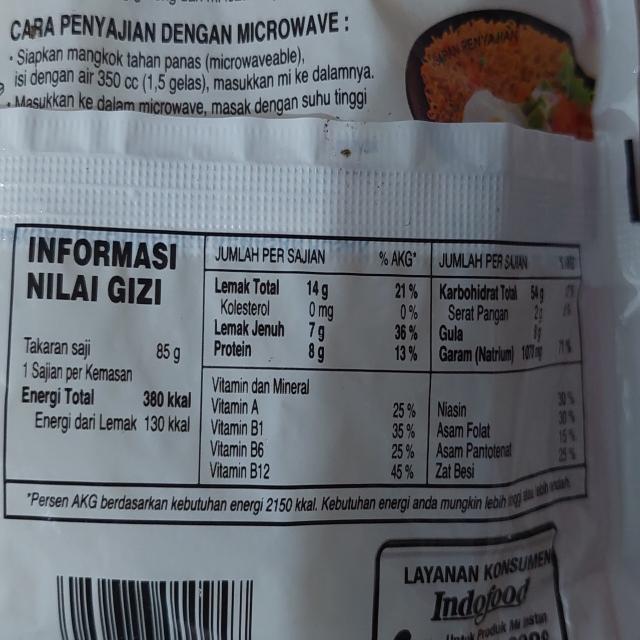 CARA PENYAJIAN DENGAN MICROWAVE :
• Siapkan mangkok tahan panas (microwaveable),
isi dengan air 350 cc (1,5 gelas), masukkan mi ke dalamnya.
• Masukkan ke dalam microwave, masak dengan suhu tinggi
SARAN PENYAJIAN
INFORMASI
NILAI GIZI
Takaran saji 85 g
1 Sajian per Kemasan
Energi Total 380 kkal
Energi dari Lemak 130 kkal
JUMLAH PER SAJIAN % AKG*
Lemak Total 14 g 21 %
Kolesterol 0 mg 0 %
Lemak Jenuh 7 g 36 %
Protein 8 g 13 %
JUMLAH PER SAJIAN
Karbohidrat Total 54 g
Serat Pangan 2 g
Gula 8 g
Garam (Natrium) 1070 mg 71 %
Vitamin dan Mineral
Vitamin A 25 %
Vitamin B1 35 %
Vitamin B6 25 %
Vitamin B12 45 %
Niasin 30 %
Asam Folat 30 %
Asam Pantotenat 15 %
Zat Besi 25 %
*Persen AKG berdasarkan kebutuhan energi 2150 kkal. Kebutuhan energi anda mungkin lebih tinggi atau lebih rendah.
LAYANAN KONSUMEN
Indofood
Untuk Produk Mi Instan